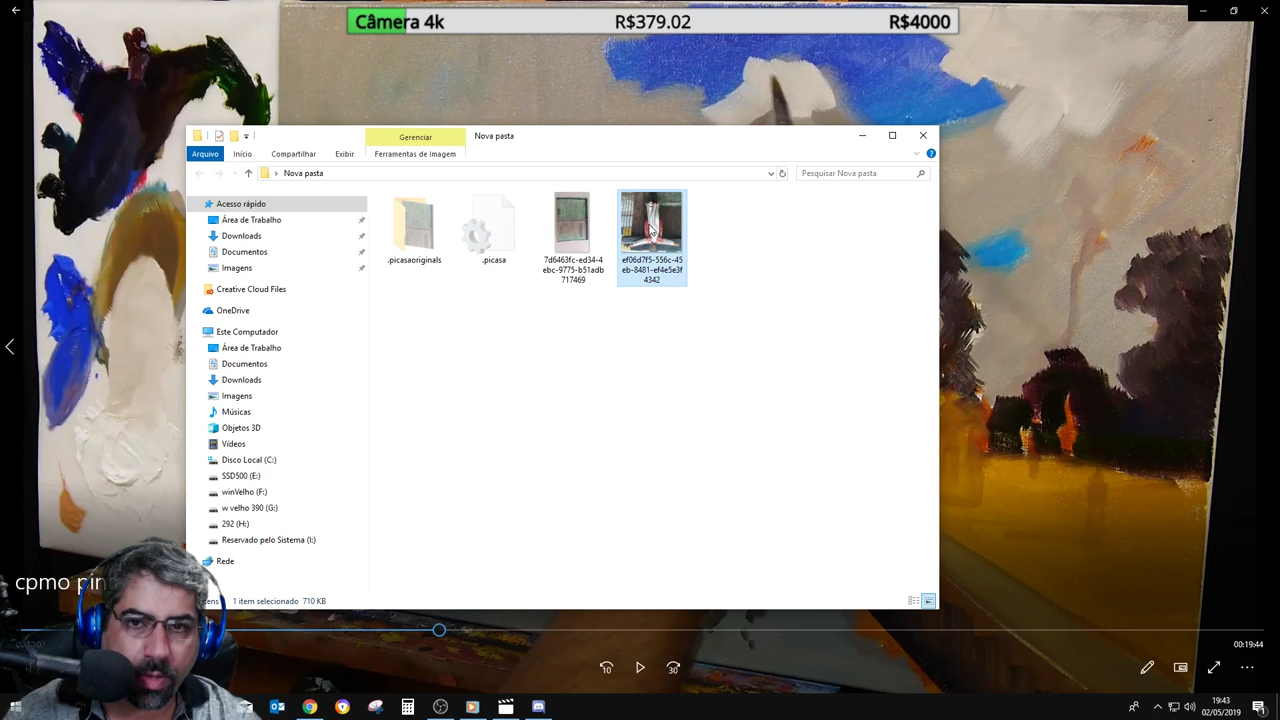 Câmera 4k R$379.02 R$4000
Gerenciar Nova pasta
Arquivo Início Compartilhar Exibir Ferramentas de Imagem
Nova pasta Pesquisar Nova pasta
Acesso rápido
Área de Trabalho
Downloads
Documentos
Imagens
Creative Cloud Files
OneDrive
Este Computador
Área de Trabalho
Documentos
Downloads
Imagens
Músicas
Objetos 3D
Vídeos
Disco Local (C:)
SSD500 (E:)
winVelho (F:)
w velho 390 (G:)
292 (H:)
Reservado pelo Sistema (I:)
Rede
.picasaoriginals
.picasa
7d6463fc-ed34-4
ebc-9775-b51adb
717469
ef06d7f5-556c-45
eb-8481-ef4e5e3f
4342
1 item selecionado 710 KB
cpmo
00:19:44
10 30
19:43
02/05/2019